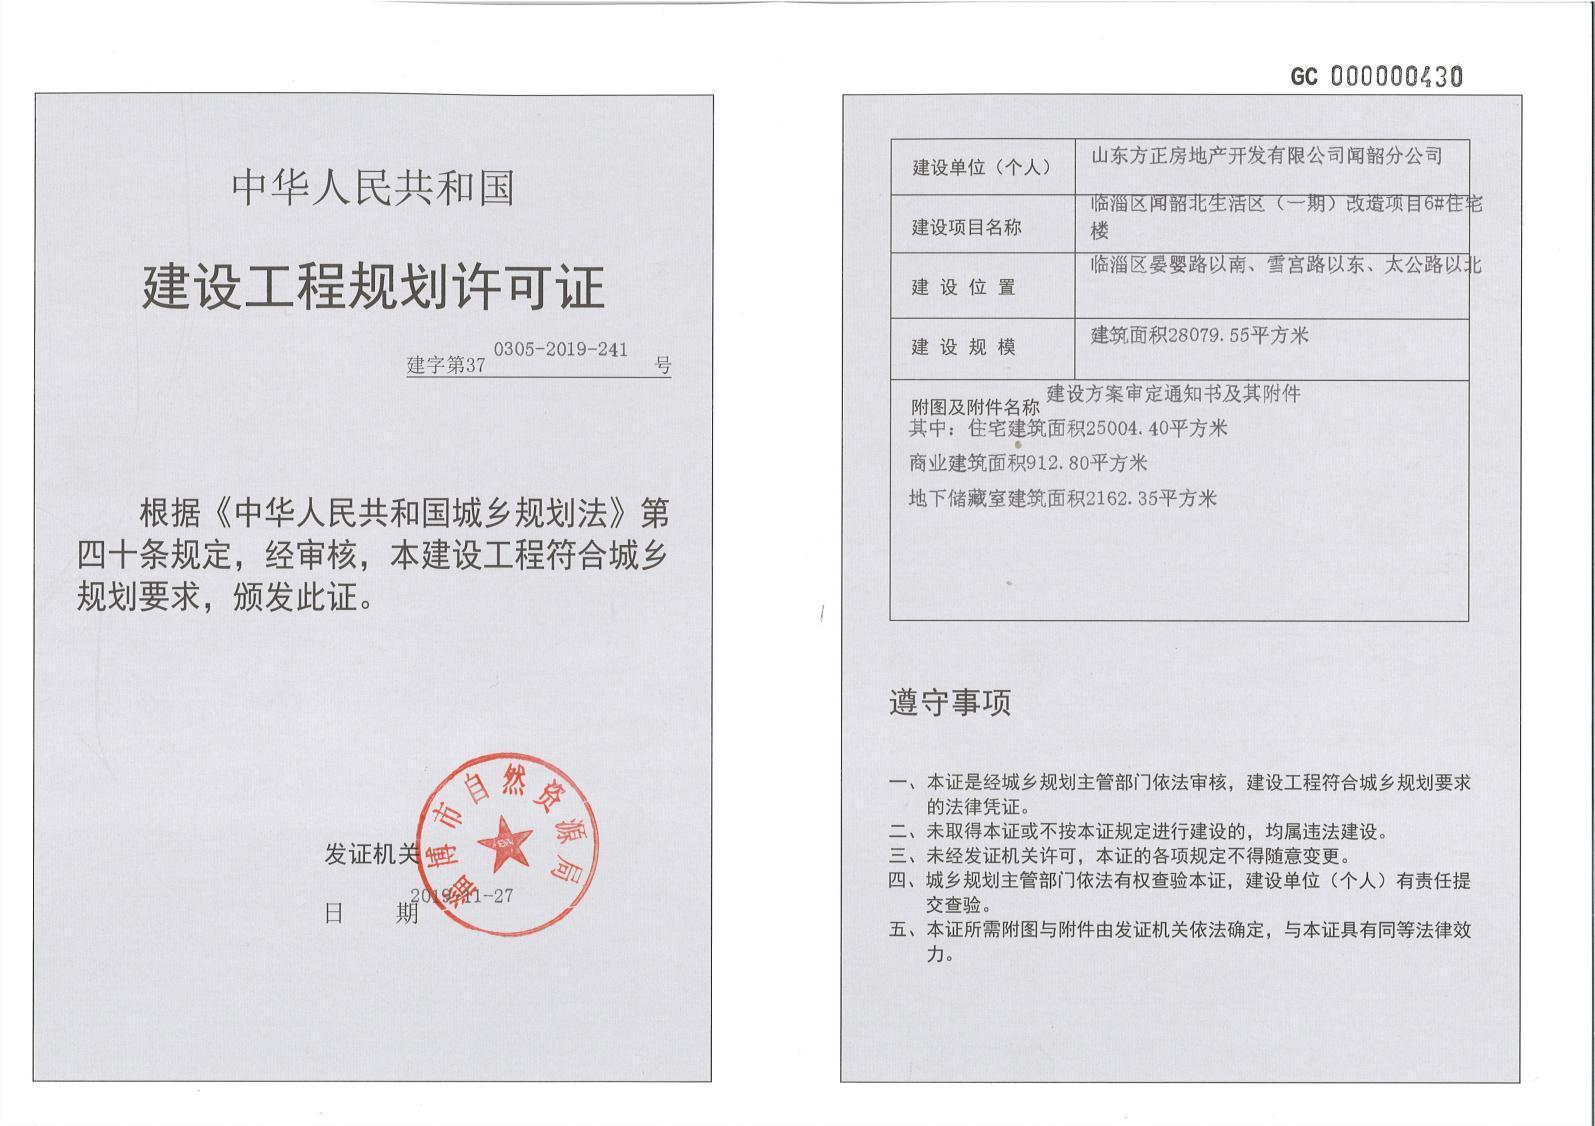 中华人民共和国
建设工程规划许可证
建字第37 0305-2019-241 号
根据《中华人民共和国城乡规划法》第
四十条规定，经审核，本建设工程符合城乡
规划要求，颁发此证。
发证机关
淄博市自然资源局
日 期 2019-11-27
GC 000000430
建设单位（个人） 山东方正房地产开发有限公司闻韶分公司
建设项目名称 临淄区闻韶北生活区（一期）改造项目6#住宅
楼
建设位置 临淄区晏婴路以南、雪宫路以东、太公路以北
建设规模 建筑面积28079.55平方米
附图及附件名称 建设方案审定通知书及其附件
其中：住宅建筑面积25004.40平方米
商业建筑面积912.80平方米
地下储藏室建筑面积2162.35平方米
遵守事项
一、本证是经城乡规划主管部门依法审核，建设工程符合城乡规划要求
的法律凭证。
二、未取得本证或不按本证规定进行建设的，均属违法建设。
三、未经发证机关许可，本证的各项规定不得随意变更。
四、城乡规划主管部门依法有权查验本证，建设单位（个人）有责任提
交查验。
五、本证所需附图与附件由发证机关依法确定，与本证具有同等法律效
力。